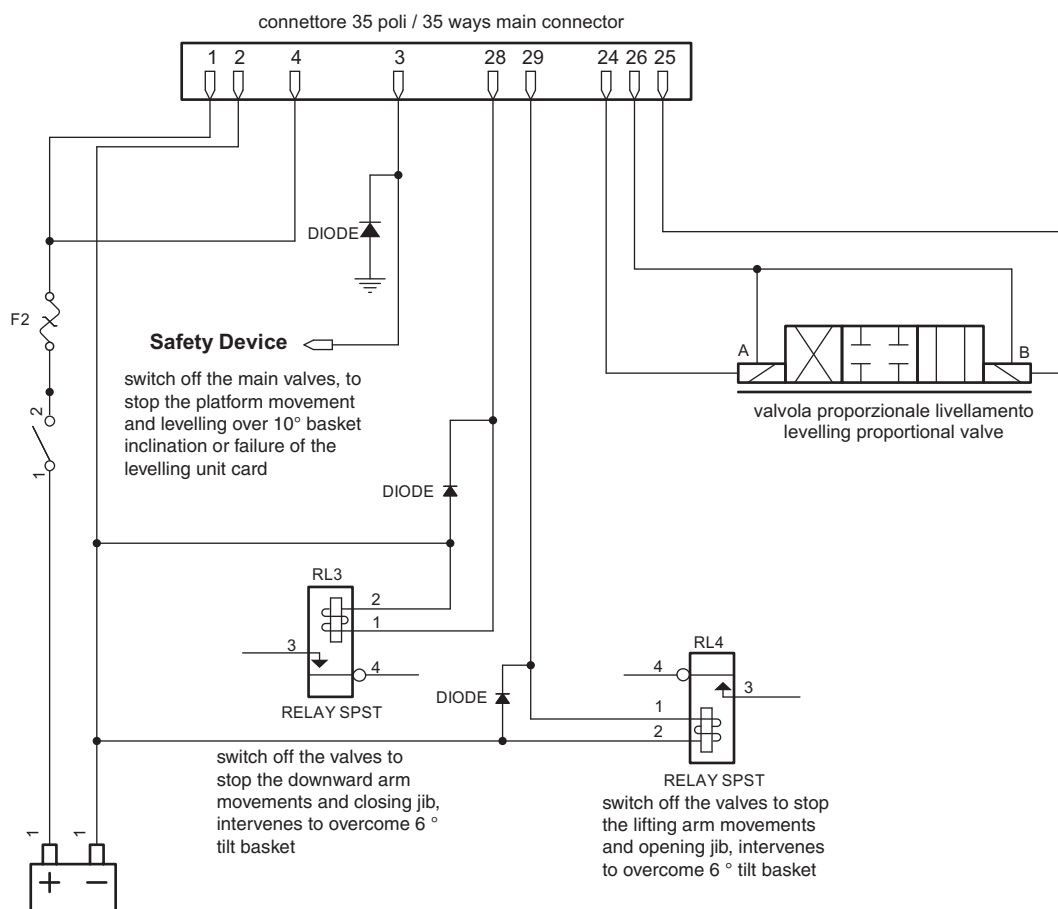 connettore 35 poli / 35 ways main connector
1 2 4 3 28 29 24 26 25
DIODE
F2
Safety Device
switch off the main valves, to
stop the platform movement
and levelling over 10° basket
inclination or failure of the
levelling unit card
A
B
valvola proporzionale livellamento
levelling proportional valve
2
1
DIODE
RL3
2
1
3
4
RELAY SPST
switch off the valves to
stop the downward arm
movements and closing jib,
intervenes to overcome 6 °
tilt basket
DIODE
RL4
4
3
1
2
RELAY SPST
switch off the valves to stop
the lifting arm movements
and opening jib, intervenes
to overcome 6 ° tilt basket
1 1
+ −